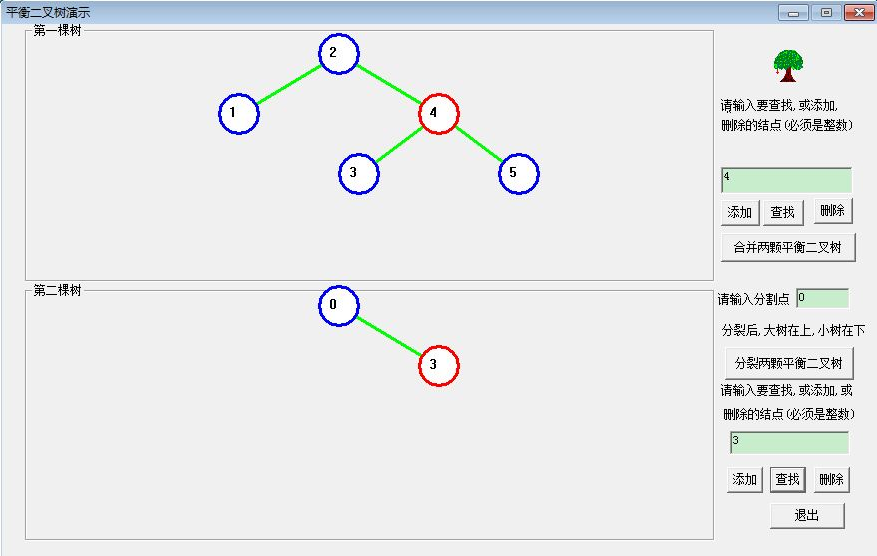 平衡二叉树演示
第一棵树
2
1
4
3
5
请输入要查找,或添加,
删除的结点(必须是整数)
4
添加
查找
删除
合并两颗平衡二叉树
第二棵树
0
3
请输入分割点
0
分裂后,大树在上,小树在下
分裂两颗平衡二叉树
请输入要查找,或添加,或
删除的结点(必须是整数)
3
添加
查找
删除
退出